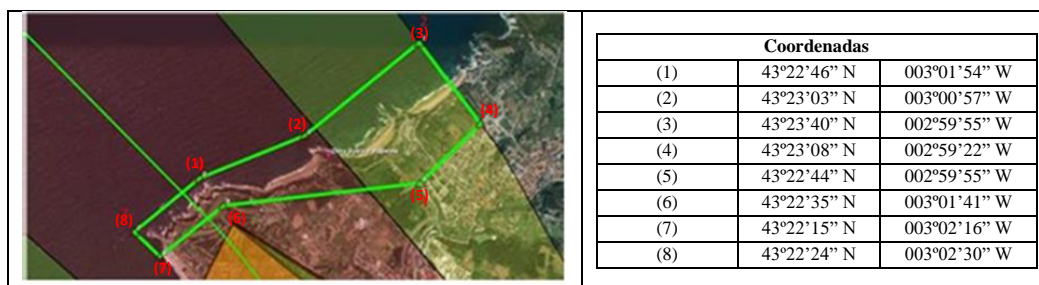 (3)
(2)
(4)
(1)
(5)
(8)
(6)
(7)
Coordenadas
(1) 43º22’46” N 003º01’54” W
(2) 43º23’03” N 003º00’57” W
(3) 43º23’40” N 002º59’55” W
(4) 43º23’08” N 002º59’22” W
(5) 43º22’44” N 002º59’55” W
(6) 43º22’35” N 003º01’41” W
(7) 43º22’15” N 003º02’16” W
(8) 43º22’24” N 003º02’30” W